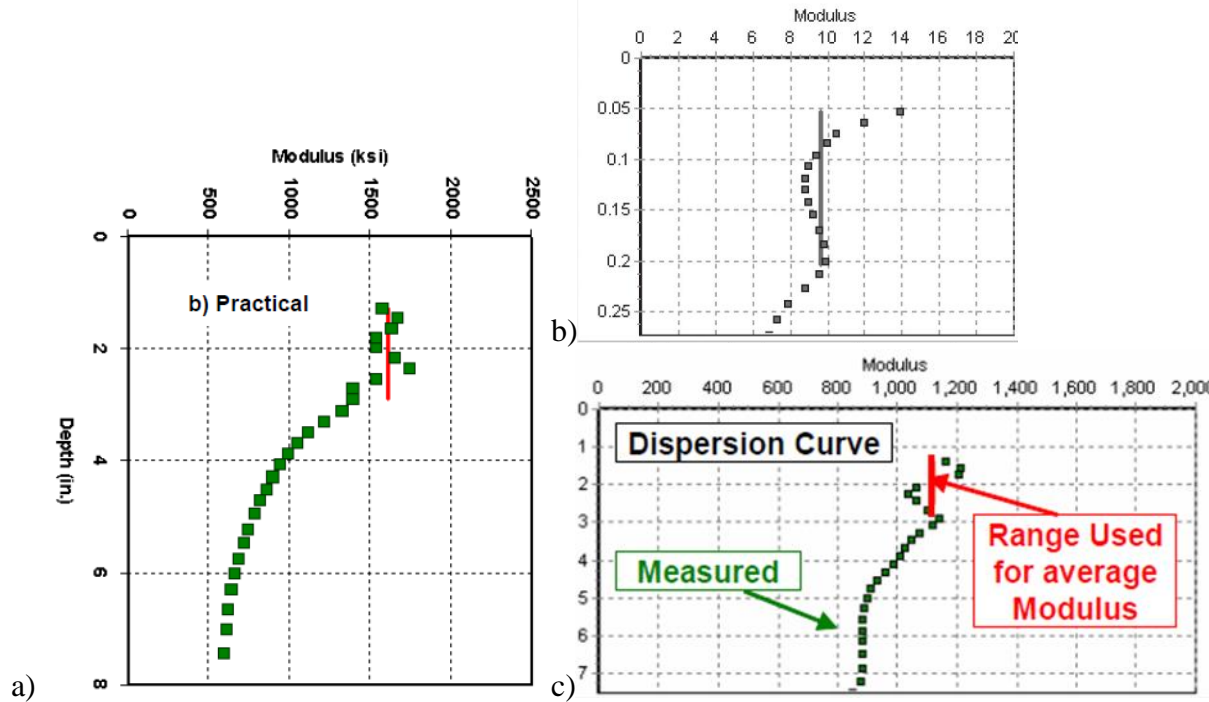 Modulus (ksi)
0
500
1000
1500
2000
2500
0
2
4
6
8
Depth (in.)
b) Practical
a)
Modulus
0 2 4 6 8 10 12 14 16 18 20
0
0.05
0.1
0.15
0.2
0.25
b)
Modulus
0 200 400 600 800 1,000 1,200 1,400 1,600 1,800 2,000
0
1
2
3
4
5
6
7
Dispersion Curve
Measured
Range Used
for average
Modulus
c)